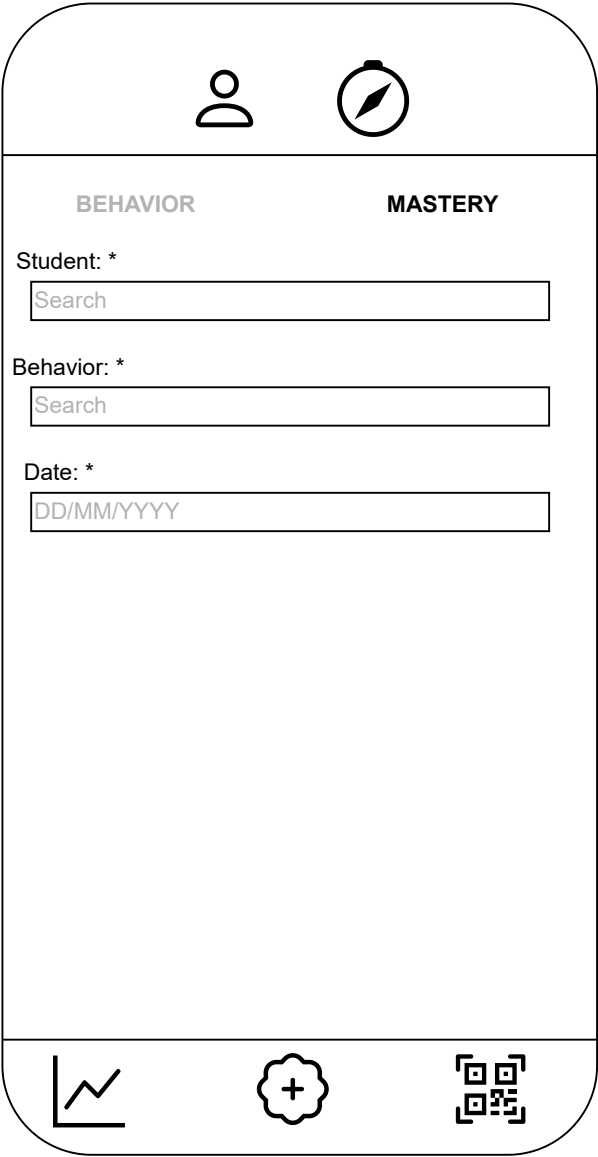 BEHAVIOR MASTERY
Student: *
Search
Behavior: *
Search
Date: *
DD/MM/YYYY